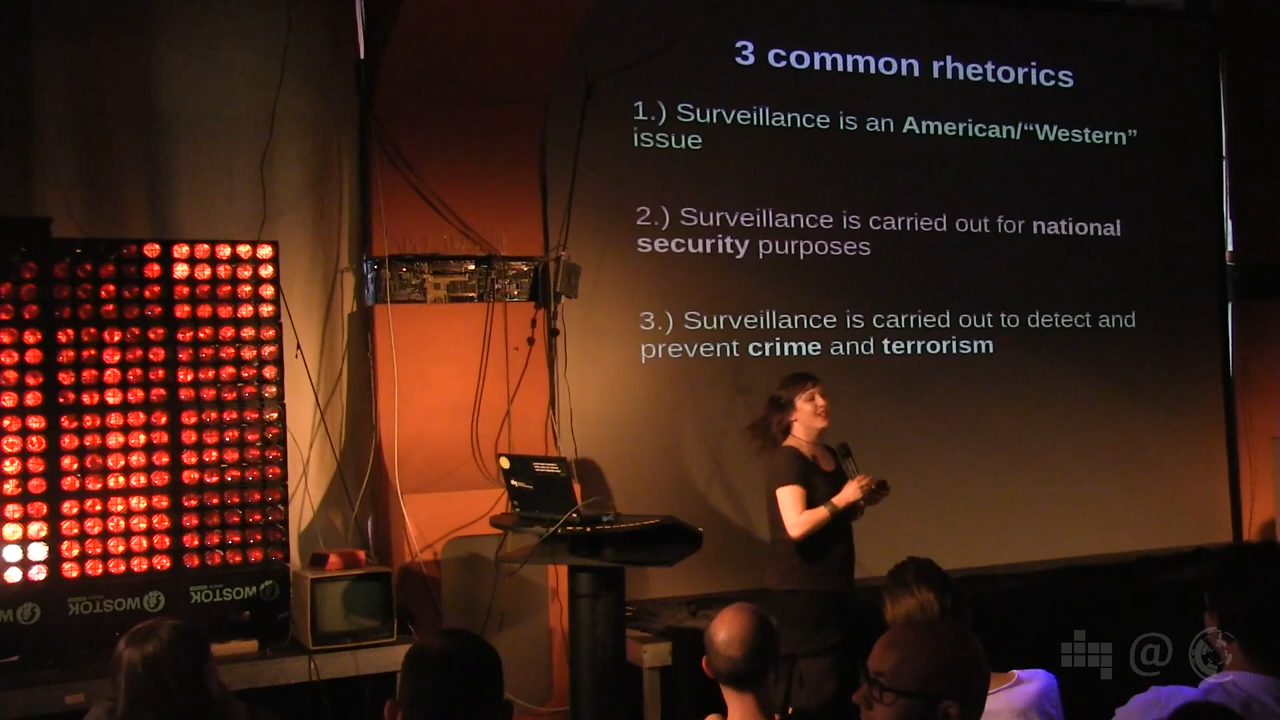 3 common rhetorics
1.) Surveillance is an American/“Western”
issue
2.) Surveillance is carried out for national
security purposes
3.) Surveillance is carried out to detect and
prevent crime and terrorism
WOSTOK
WOSTOK
@